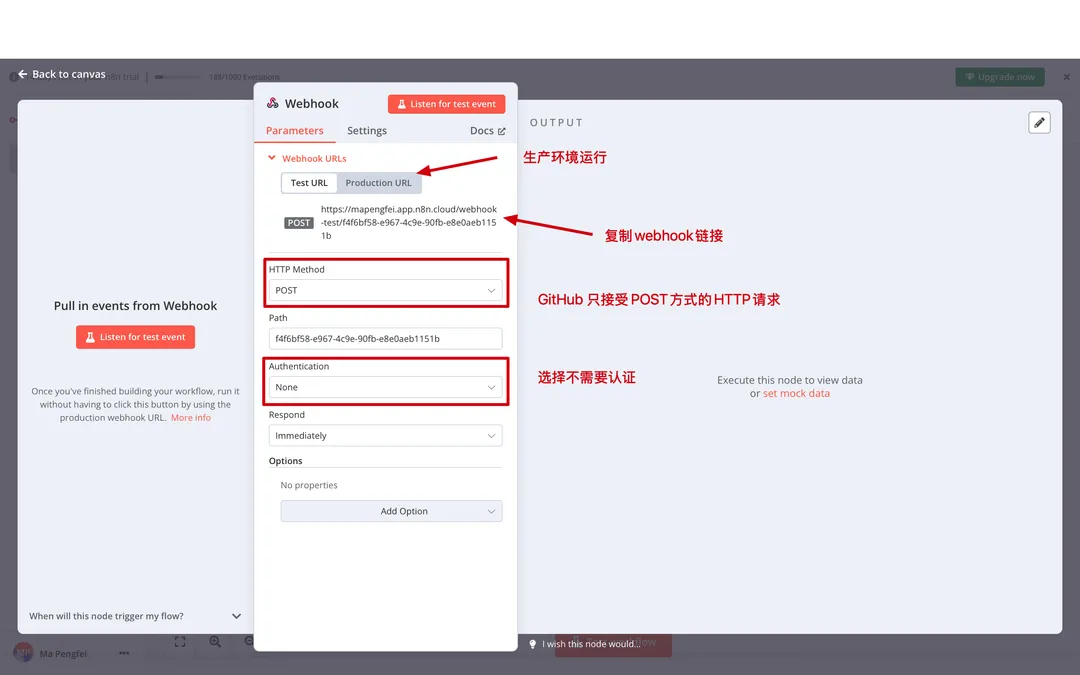 Back to canvas
n8n trial
188/1000 Executions
Upgrade now
Webhook
Listen for test event
Parameters
Settings
Docs
OUTPUT
Webhook URLs
生产环境运行
Test URL
Production URL
POST
https://mapengfei.app.n8n.cloud/webhook
-test/f4f6bf58-e967-4c9e-90fb-e8e0aeb115
1b
复制webhook链接
HTTP Method
POST
GitHub 只接受POST方式的HTTP请求
Pull in events from Webhook
Listen for test event
Path
f4f6bf58-e967-4c9e-90fb-e8e0aeb1151b
Authentication
None
选择不需要认证
Once you've finished building your workflow, run it
without having to click this button by using the
production webhook URL. More info
Execute this node to view data
or set mock data
Respond
Immediately
Options
No properties
Add Option
When will this node trigger my flow?
I wish this node would...
Ma Pengfei